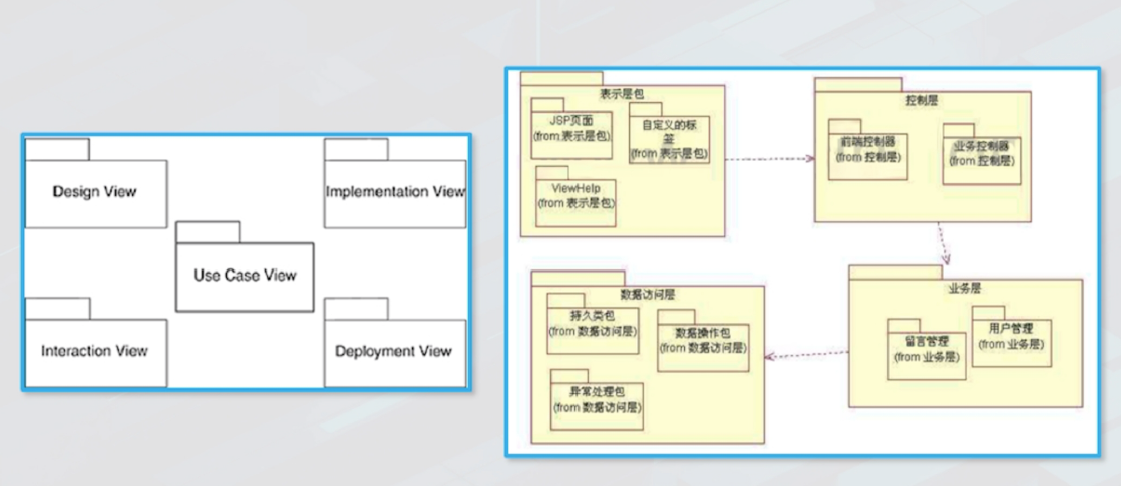 Design View
Implementation View
Use Case View
Interaction View
Deployment View
表示层包
JSP页面
(from 表示层包)
自定义的标
签
(from 表示层包)
ViewHelp
(from 表示层包)
控制层
前端控制器
(from 控制层)
业务控制器
(from 控制层)
数据访问层
持久类包
(from 数据访问层)
数据操作包
(from 数据访问层)
异常处理包
(from 数据访问层)
业务层
留言管理
(from 业务层)
用户管理
(from 业务层)